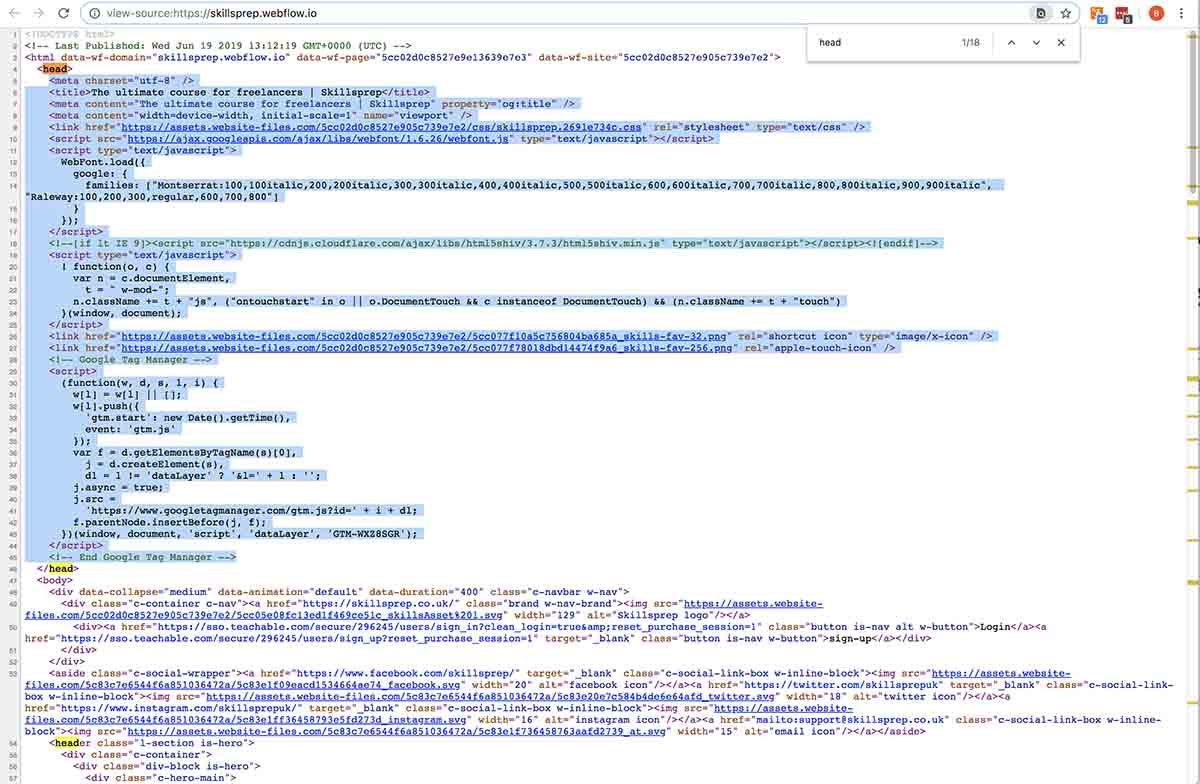 view-source:https://skillsprep.webflow.io
12
6
B
head
1/18
1 <!DOCTYPE html>
2 <!-- Last Published: Wed Jun 19 2019 13:12:19 GMT+0000 (UTC) -->
3 <html data-wf-domain="skillsprep.webflow.io" data-wf-page="5cc02d0c8527e9e13639e7e3" data-wf-site="5cc02d0c8527e905c739e7e2">
4 <head>
5 <meta charset="utf-8" />
6 <title>The ultimate course for freelancers | Skillsprep</title>
7 <meta content="The ultimate course for freelancers | Skillsprep" property="og:title" />
8 <meta content="width=device-width, initial-scale=1" name="viewport" />
9 <link href="https://assets.website-files.com/5cc02d0c8527e905c739e7e2/css/skillsprep.2691e734c.css" rel="stylesheet" type="text/css" />
10 <script src="https://ajax.googleapis.com/ajax/libs/webfont/1.6.26/webfont.js" type="text/javascript"></script>
11 <script type="text/javascript">
12 WebFont.load({
13 google: {
14 families: ["Montserrat:100,100italic,200,200italic,300,300italic,400,400italic,500,500italic,600,600italic,700,700italic,800,800italic,900,900italic",
"Raleway:100,200,300,regular,600,700,800"]
15 }
16 });
17 </script>
18 <!--[if lt IE 9]><script src="https://cdnjs.cloudflare.com/ajax/libs/html5shiv/3.7.3/html5shiv.min.js" type="text/javascript"></script><![endif]-->
19 <script type="text/javascript">
20 ! function(o, c) {
21 var n = c.documentElement,
22 t = " w-mod-";
23 n.className += t + "js", ("ontouchstart" in o || o.DocumentTouch && c instanceof DocumentTouch) && (n.className += t + "touch")
24 }(window, document);
25 </script>
26 <link href="https://assets.website-files.com/5cc02d0c8527e905c739e7e2/5cc077f10a5c756804ba685a_skills-fav-32.png" rel="shortcut icon" type="image/x-icon" />
27 <link href="https://assets.website-files.com/5cc02d0c8527e905c739e7e2/5cc077f78018dbd14474f9a6_skills-fav-256.png" rel="apple-touch-icon" />
28 <!-- Google Tag Manager -->
29 <script>
30 (function(w, d, s, l, i) {
31 w[l] = w[l] || [];
32 w[l].push({
33 'gtm.start': new Date().getTime(),
34 event: 'gtm.js'
35 });
36 var f = d.getElementsByTagName(s)[0],
37 j = d.createElement(s),
38 dl = l != 'dataLayer' ? '&l=' + l : '';
39 j.async = true;
40 j.src =
41 'https://www.googletagmanager.com/gtm.js?id=' + i + dl;
42 f.parentNode.insertBefore(j, f);
43 })(window, document, 'script', 'dataLayer', 'GTM-WXZ8SGR');
44 </script>
45 <!-- End Google Tag Manager -->
46 </head>
47 <body>
48 <div data-collapse="medium" data-animation="default" data-duration="400" class="c-navbar w-nav">
49 <div class="c-container c-nav"><a href="https://skillsprep.co.uk/" class="brand w-nav-brand"><img src="https://assets.website-
files.com/5cc02d0c8527e905c739e7e2/5cc05e08fc13ed1f469ce51c_skillsAsset%201.svg" width="129" alt="Skillsprep logo"/></a>
50 <div><a href="https://sso.teachable.com/secure/296245/users/sign_in?clean_login=true&amp;reset_purchase_session=1" class="button is-nav alt w-button">Login</a><a
href="https://sso.teachable.com/secure/296245/users/sign_up?reset_purchase_session=1" target="_blank" class="button is-nav w-button">sign-up</a></div>
51 </div>
52 </div>
53 <aside class="c-social-wrapper"><a href="https://www.facebook.com/skillsprep/" target="_blank" class="c-social-link-box w-inline-block"><img src="https://assets.website-
files.com/5c83c7e6544f6a851036472a/5c83e1f09eacd1534664ae74_facebook.svg" width="20" alt="facebook icon"/></a><a href="https://twitter.com/skillsprepuk" target="_blank" class="c-social-link-
box w-inline-block"><img src="https://assets.website-files.com/5c83c7e6544f6a851036472a/5c83e20e7c584b4de6e64afd_twitter.svg" width="18" alt="twitter icon"/></a><a
href="https://www.instagram.com/skillsprepuk/" target="_blank" class="c-social-link-box w-inline-block"><img src="https://assets.website-
files.com/5c83c7e6544f6a851036472a/5c83e1ff36458793e5fd273d_instagram.svg" width="16" alt="instagram icon"/></a><a href="mailto:support@skillsprep.co.uk" class="c-social-link-box w-inline-
block"><img src="https://assets.website-files.com/5c83c7e6544f6a851036472a/5c83e1f736458763aafd2739_at.svg" width="15" alt="email icon"/></a></aside>
54 <header class="l-section is-hero">
55 <div class="c-container">
56 <div class="div-block is-hero">
57 <div class="c-hero-main">